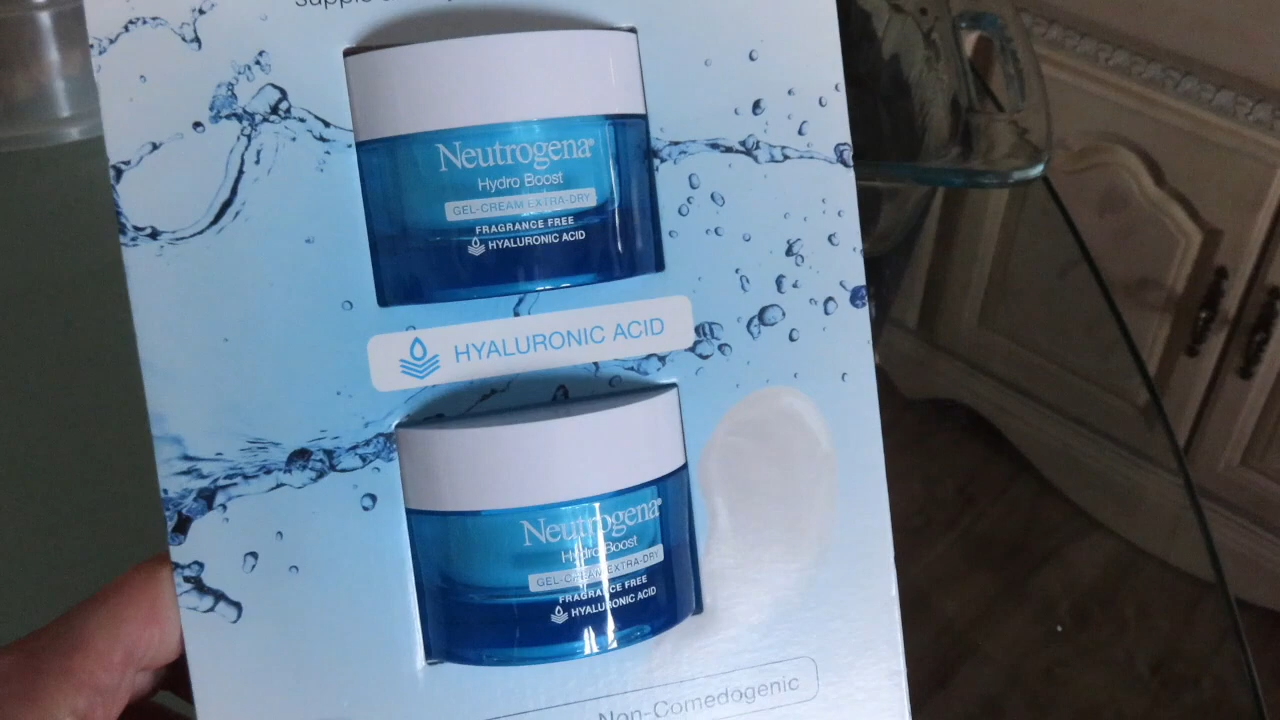 Neutrogena®
Hydro Boost
GEL-CREAM EXTRA-DRY
FRAGRANCE FREE
HYALURONIC ACID
HYALURONIC ACID
Neutrogena®
Hydro Boost
GEL-CREAM EXTRA-DRY
FRAGRANCE FREE
HYALURONIC ACID
Non-Comedogenic